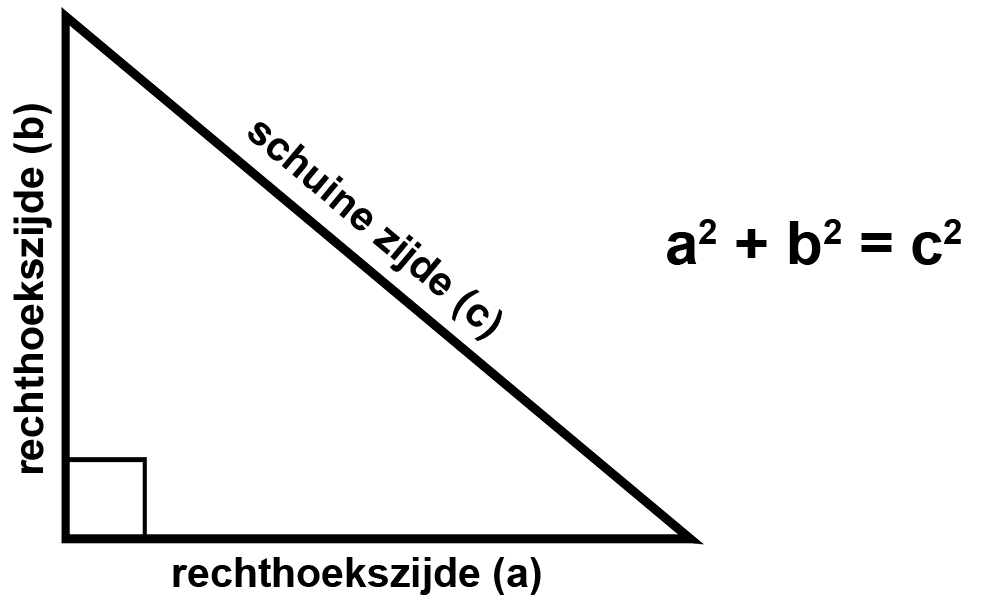 rechthoekszijde (b)
schuine zijde (c)
a² + b² = c²
rechthoekszijde (a)